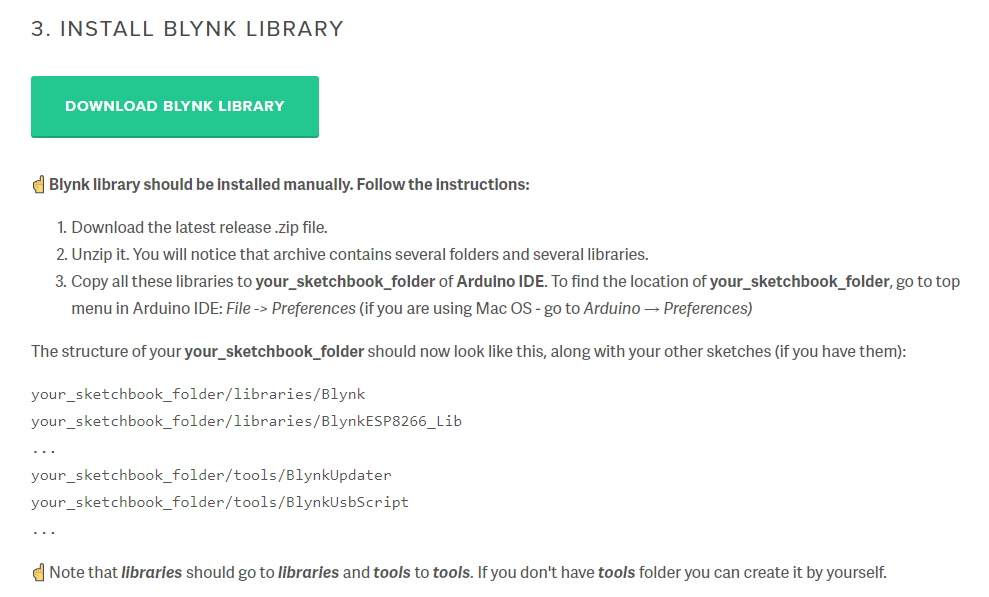 3. INSTALL BLYNK LIBRARY
DOWNLOAD BLYNK LIBRARY
☝Blynk library should be installed manually. Follow the instructions:
1. Download the latest release .zip file.
2. Unzip it. You will notice that archive contains several folders and several libraries.
3. Copy all these libraries to your_sketchbook_folder of Arduino IDE. To find the location of your_sketchbook_folder, go to top
menu in Arduino IDE: File -> Preferences (if you are using Mac OS - go to Arduino → Preferences)
The structure of your your_sketchbook_folder should now look like this, along with your other sketches (if you have them):
your_sketchbook_folder/libraries/Blynk
your_sketchbook_folder/libraries/BlynkESP8266_Lib
...
your_sketchbook_folder/tools/BlynkUpdater
your_sketchbook_folder/tools/BlynkUsbScript
...
☝Note that libraries should go to libraries and tools to tools. If you don't have tools folder you can create it by yourself.